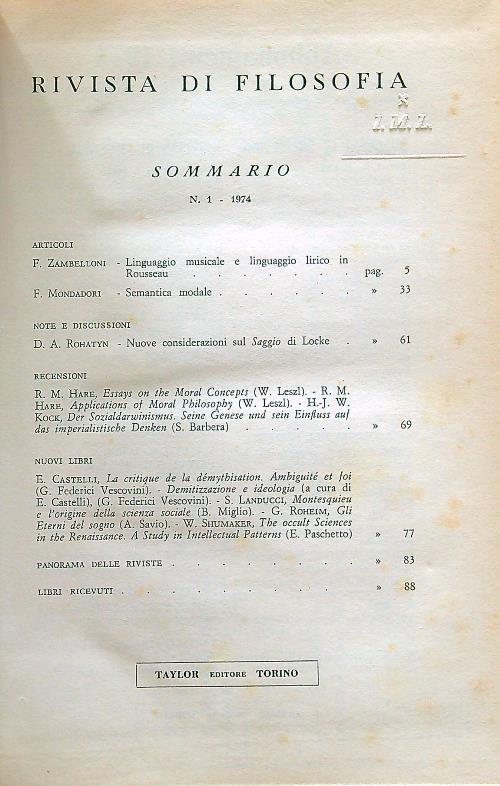 RIVISTA DI FILOSOFIA
I. M. I.
SOMMARIO
N. 1 - 1974
ARTICOLI
F. ZAMBELLONI - Linguaggio musicale e linguaggio lirico in
Rousseau . . . . . . . pag. 5
F. MONDADORI - Semantica modale . . . . . . » 33
NOTE E DISCUSSIONI
D. A. ROHATYN - Nuove considerazioni sul Saggio di Locke . » 61
RECENSIONI
R. M. HARE, Essays on the Moral Concepts (W. Leszl). - R. M.
HARE, Applications of Moral Philosophy (W. Leszl). - H.-J. W.
KOCK, Der Sozialdarwinismus. Seine Genese und sein Einfluss auf
das imperialistische Denken (S. Barbera) . . . . . » 69
NUOVI LIBRI
E. CASTELLI, La critique de la démythisation. Ambiguité et foi
(G. Federici Vescovini). - Demitizzazione e ideologia (a cura di
E. Castelli), (G. Federici Vescovini). - S. LANDUCCI, Montesquieu
e l'origine della scienza sociale (B. Miglio). - G. ROHEIM, Gli
Eterni del sogno (A. Savio). - W. SHUMAKER, The occult Sciences
in the Renaissance. A Study in Intellectual Patterns (E. Paschetto) » 77
PANORAMA DELLE RIVISTE . . . . . . . . » 83
LIBRI RICEVUTI . . . . . . . . . » 88
TAYLOR EDITORE TORINO